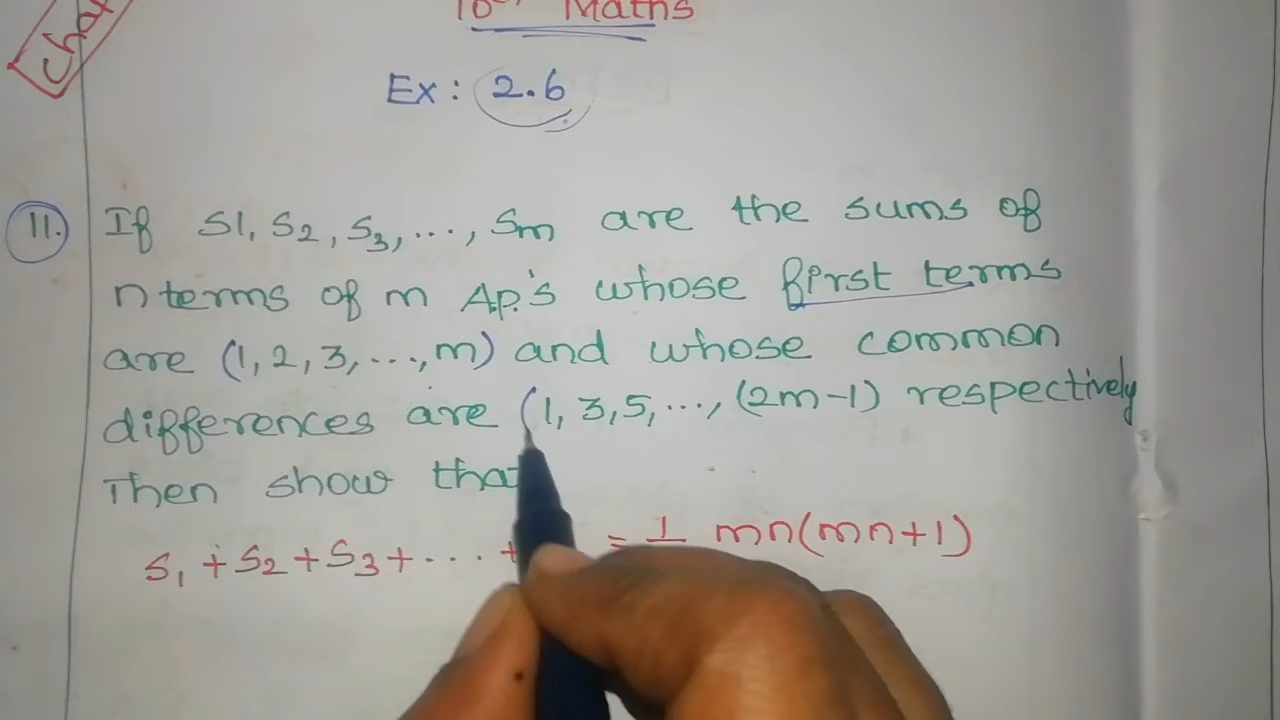 Maths
Ex: 2.6
11. If S1, S2, S3, ..., Sm are the sums of
n terms of m A.P.'s whose first terms
are (1, 2, 3, ..., m) and whose common
differences are (1, 3, 5, ..., (2m-1) respectively
Then show that
S1 + S2 + S3 + .... + = 1 mn(mn+1)